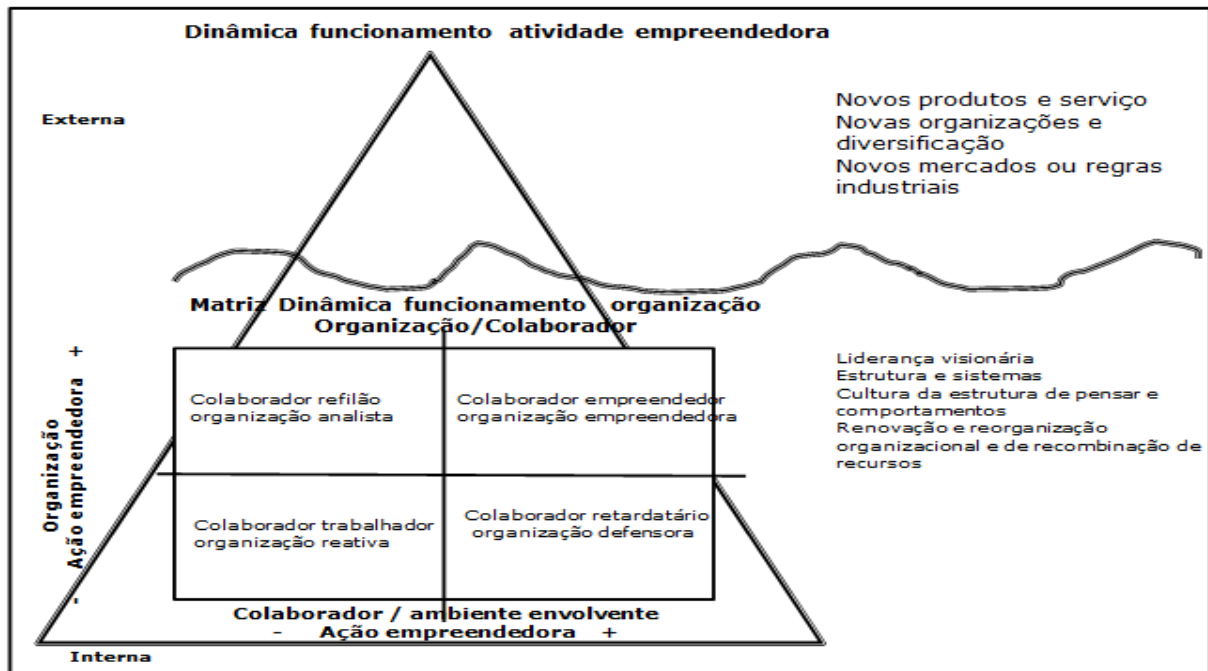 Dinâmica funcionamento atividade empreendedora
Externa
Novos produtos e serviço
Novas organizações e
diversificação
Novos mercados ou regras
industriais
Matriz Dinâmica funcionamento organização
Organização/Colaborador
Organização
- Ação empreendedora +
Colaborador refilão
organização analista
Colaborador empreendedor
organização empreendedora
Colaborador trabalhador
organização reativa
Colaborador retardatário
organização defensora
Liderança visionária
Estrutura e sistemas
Cultura da estrutura de pensar e
comportamentos
Renovação e reorganização
organizacional e de recombinação de
recursos
Colaborador / ambiente envolvente
- Ação empreendedora +
Interna